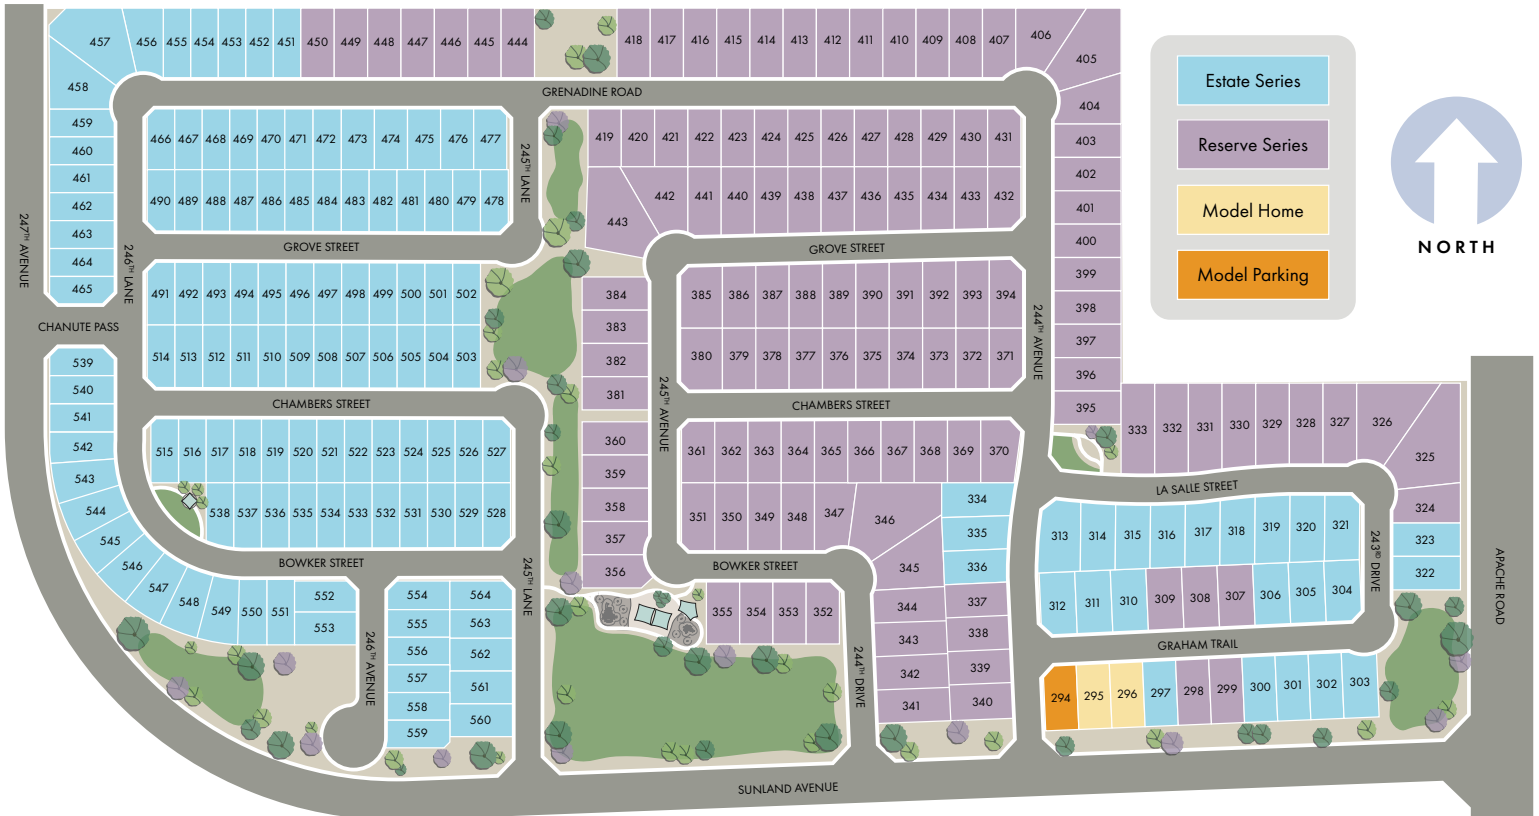 457 456 455 454 453 452 451 450 449 448 447 446 445 444
418 417 416 415 414 413 412 411 410 409 408 407 406
405
458
404
GRENADINE ROAD
459
460
461
462
463
464
465
466 467 468 469 470 471 472 473 474 475 476 477
490 489 488 487 486 485 484 483 482 481 480 479 478
245TH LANE
419 420 421 422 423 424 425 426 427 428 429 430 431
443 442 441 440 439 438 437 436 435 434 433 432
403
402
401
400
399
398
397
396
395
Estate Series
Reserve Series
Model Home
Model Parking
NORTH
247TH AVENUE
246TH LANE
GROVE STREET
GROVE STREET
CHANUTE PASS
491 492 493 494 495 496 497 498 499 500 501 502
514 513 512 511 510 509 508 507 506 505 504 503
384
383
382
381
385 386 387 388 389 390 391 392 393 394
380 379 378 377 376 375 374 373 372 371
244TH AVENUE
245TH AVENUE
CHAMBERS STREET
CHAMBERS STREET
539
540
541
542
543
544
545
546
547
548
549
550
551
552
553
515 516 517 518 519 520 521 522 523 524 525 526 527
538 537 536 535 534 533 532 531 530 529 528
360
359
358
357
356
361 362 363 364 365 366 367 368 369 370
351 350 349 348 347 346
334
335
336
345
344
343
342
341
337
338
339
340
333 332 331 330 329 328 327 326
325
324
323
322
LA SALLE STREET
313 314 315 316 317 318 319 320 321
312 311 310 309 308 307 306 305 304
243RD DRIVE
APACHE ROAD
GRAHAM TRAIL
294 295 296 297 298 299 300 301 302 303
BOWKER STREET
BOWKER STREET
245TH LANE
355 354 353 352
244TH DRIVE
246TH AVENUE
554 564
555 563
556 562
557 561
558 560
559
SUNLAND AVENUE